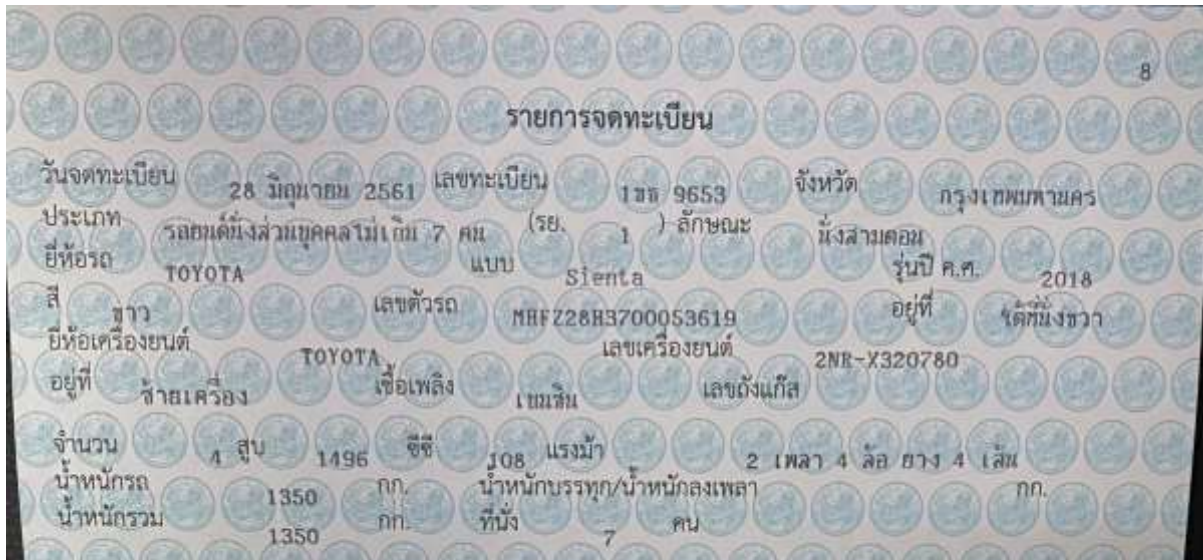 8
รายการจดทะเบียน
วันจดทะเบียน 28 มิถุนายน 2561 เลขทะเบียน 1ขธ 9653 จังหวัด กรุงเทพมหานคร
ประเภท รถยนต์นั่งส่วนบุคคลไม่เกิน 7 คน (รย. 1 ) ลักษณะ นั่งสามตอน
ยี่ห้อรถ TOYOTA แบบ Sienta รุ่นปี ค.ศ. 2018
สี ขาว เลขตัวรถ MHFZ28H3700053619 อยู่ที่ ใต้ที่นั่งขวา
ยี่ห้อเครื่องยนต์ TOYOTA เลขเครื่องยนต์ 2NR-X320780
อยู่ที่ ซ้ายเครื่อง เชื้อเพลิง เบนซิน เลขถังแก๊ส
จำนวน 4 สูบ 1496 ซีซี 108 แรงม้า 2 เพลา 4 ล้อ ยาง 4 เส้น
น้ำหนักรถ 1350 กก. น้ำหนักบรรทุก/น้ำหนักลงเพลา กก.
น้ำหนักรวม 1350 กก. ที่นั่ง 7 คน